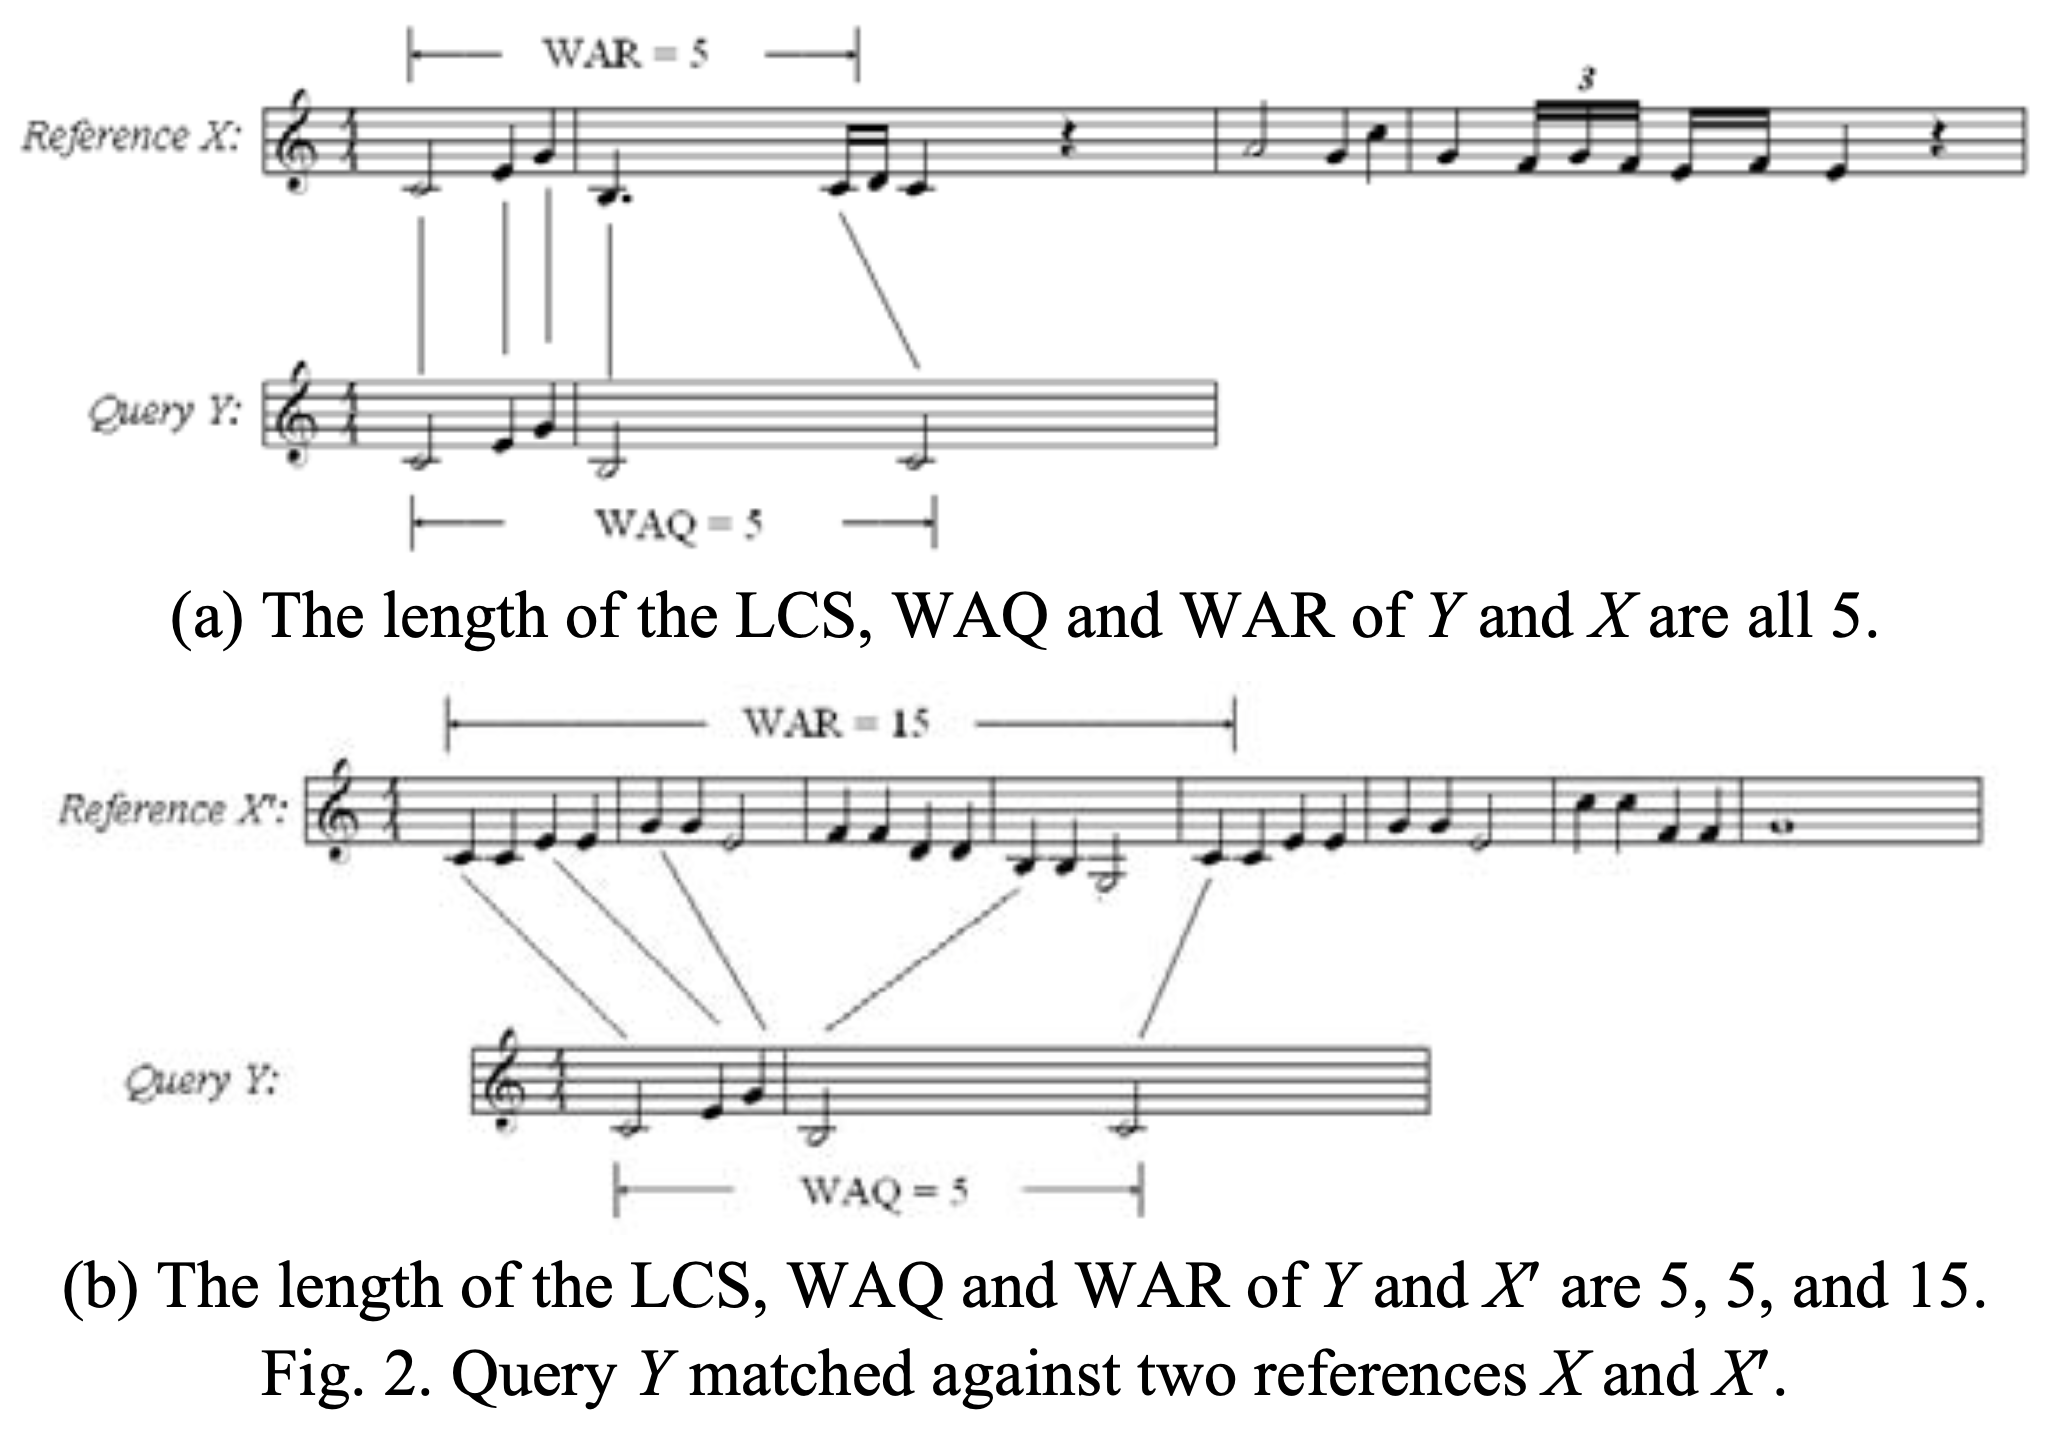 WAR = 5
3
Reference X:
Query Y:
WAQ = 5
(a) The length of the LCS, WAQ and WAR of Y and X are all 5.
WAR = 15
Reference X':
Query Y:
WAQ = 5
(b) The length of the LCS, WAQ and WAR of Y and X' are 5, 5, and 15.
Fig. 2. Query Y matched against two references X and X'.